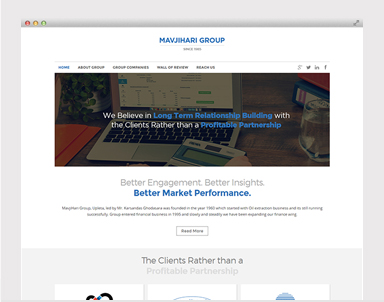 MAVJIHARI GROUP
SINCE 1960
HOME ABOUT GROUP GROUP COMPANIES WALL OF REVIEW REACH US
We Believe in Long Term Relationship Building with
the Clients Rather than a Profitable Partnership
Better Engagement. Better Insights.
Better Market Performance.
Mavjihari Group, Upleta, led by Mr. Karsandas Ghodasara was founded in the year 1960 which started with Oil extraction business and its still running
successfully. Group entered financial business in 1995 and slowly and steadily we have been expanding our finance wing.
Read More
The Clients Rather than a
Profitable Partnership